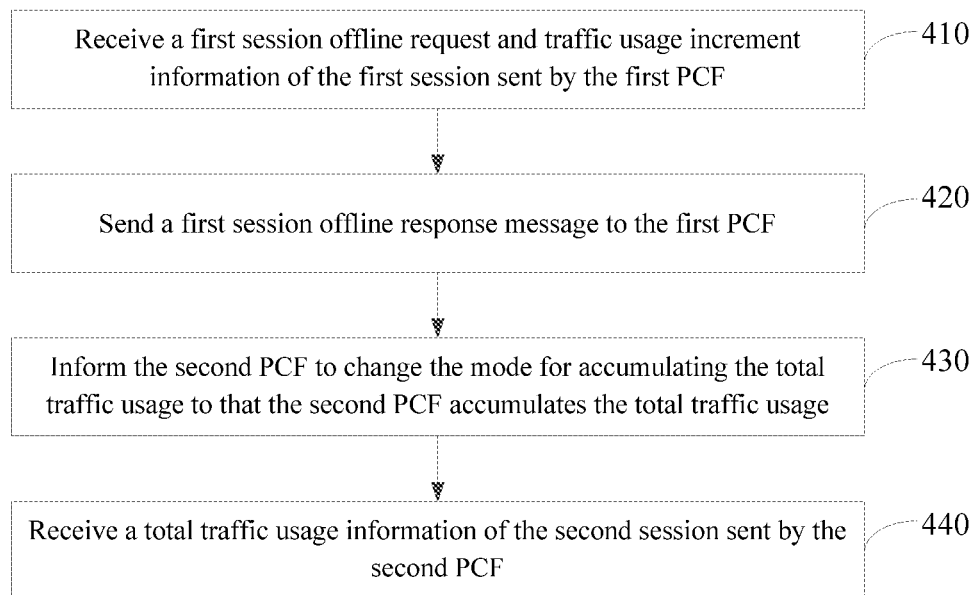 Receive a first session offline request and traffic usage increment
information of the first session sent by the first PCF
410
Send a first session offline response message to the first PCF
420
Inform the second PCF to change the mode for accumulating the total
traffic usage to that the second PCF accumulates the total traffic usage
430
Receive a total traffic usage information of the second session sent by the
second PCF
440